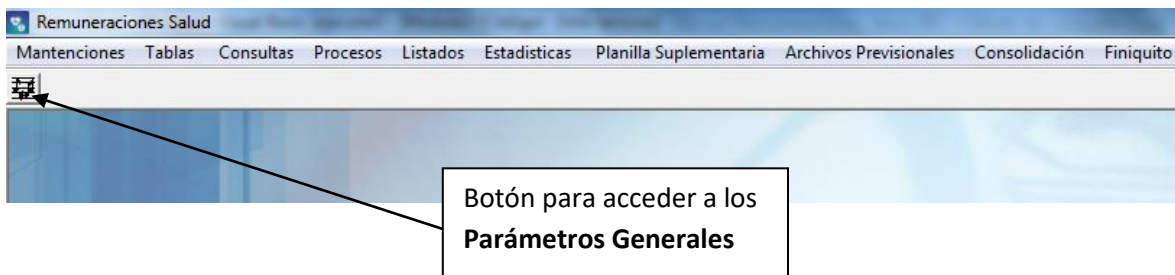 Remuneraciones Salud
Mantenciones Tablas Consultas Procesos Listados Estadisticas Planilla Suplementaria Archivos Previsionales Consolidación Finiquito
Botón para acceder a los
Parámetros Generales